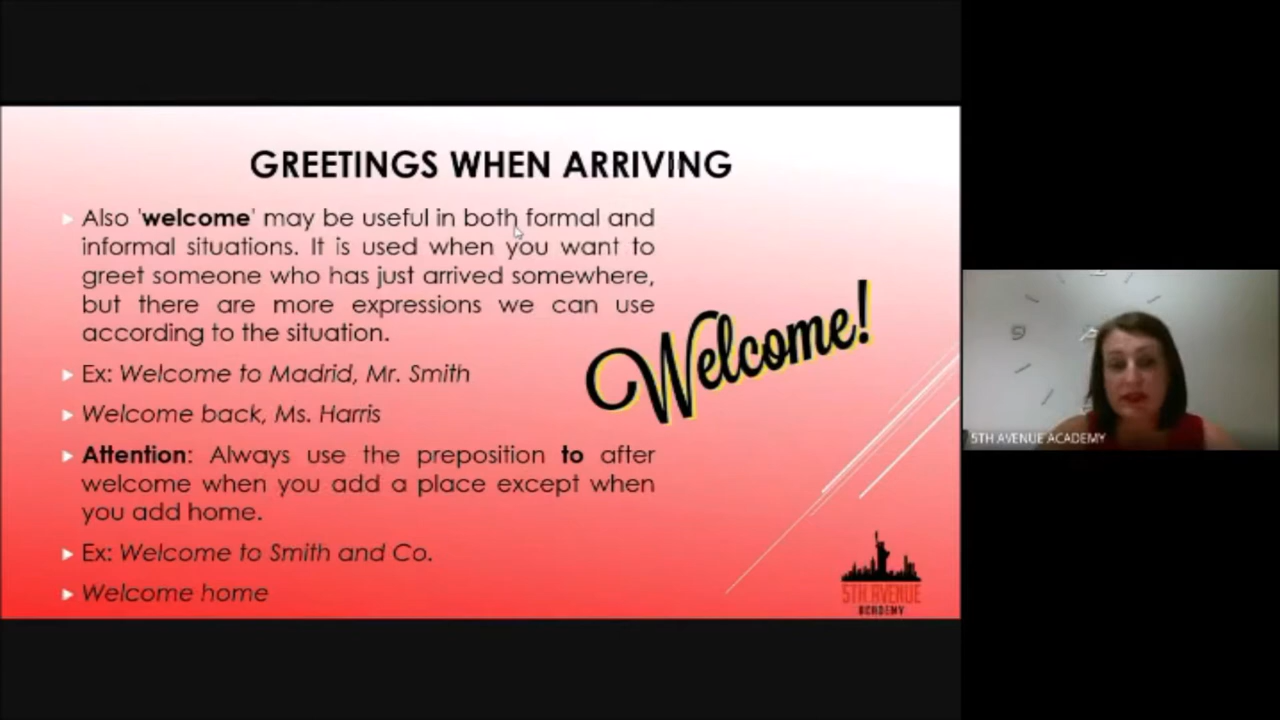 GREETINGS WHEN ARRIVING
Also 'welcome' may be useful in both formal and
informal situations. It is used when you want to
greet someone who has just arrived somewhere,
but there are more expressions we can use
according to the situation.
Ex: Welcome to Madrid, Mr. Smith
Welcome back, Ms. Harris
Attention: Always use the preposition to after
welcome when you add a place except when
you add home.
Ex: Welcome to Smith and Co.
Welcome home
Welcome!
5TH AVENUE
ACADEMY
9
5TH AVENUE ACADEMY